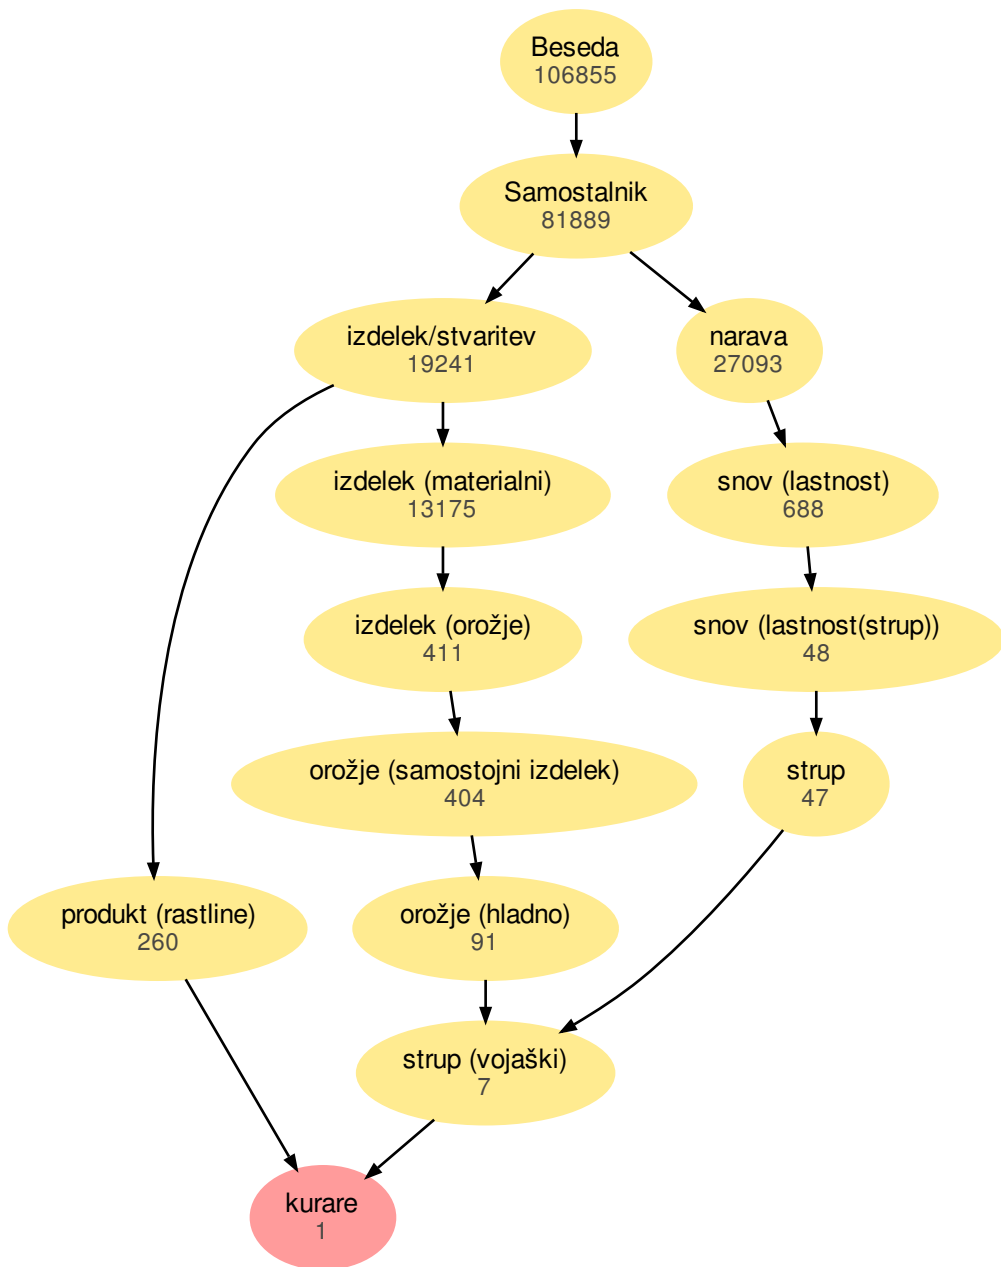 Beseda
106855
Samostalnik
81889
izdelek/stvaritev
19241
narava
27093
izdelek (materialni)
13175
snov (lastnost)
688
izdelek (orožje)
411
snov (lastnost(strup))
48
orožje (samostojni izdelek)
404
strup
47
produkt (rastline)
260
orožje (hladno)
91
strup (vojaški)
7
kurare
1